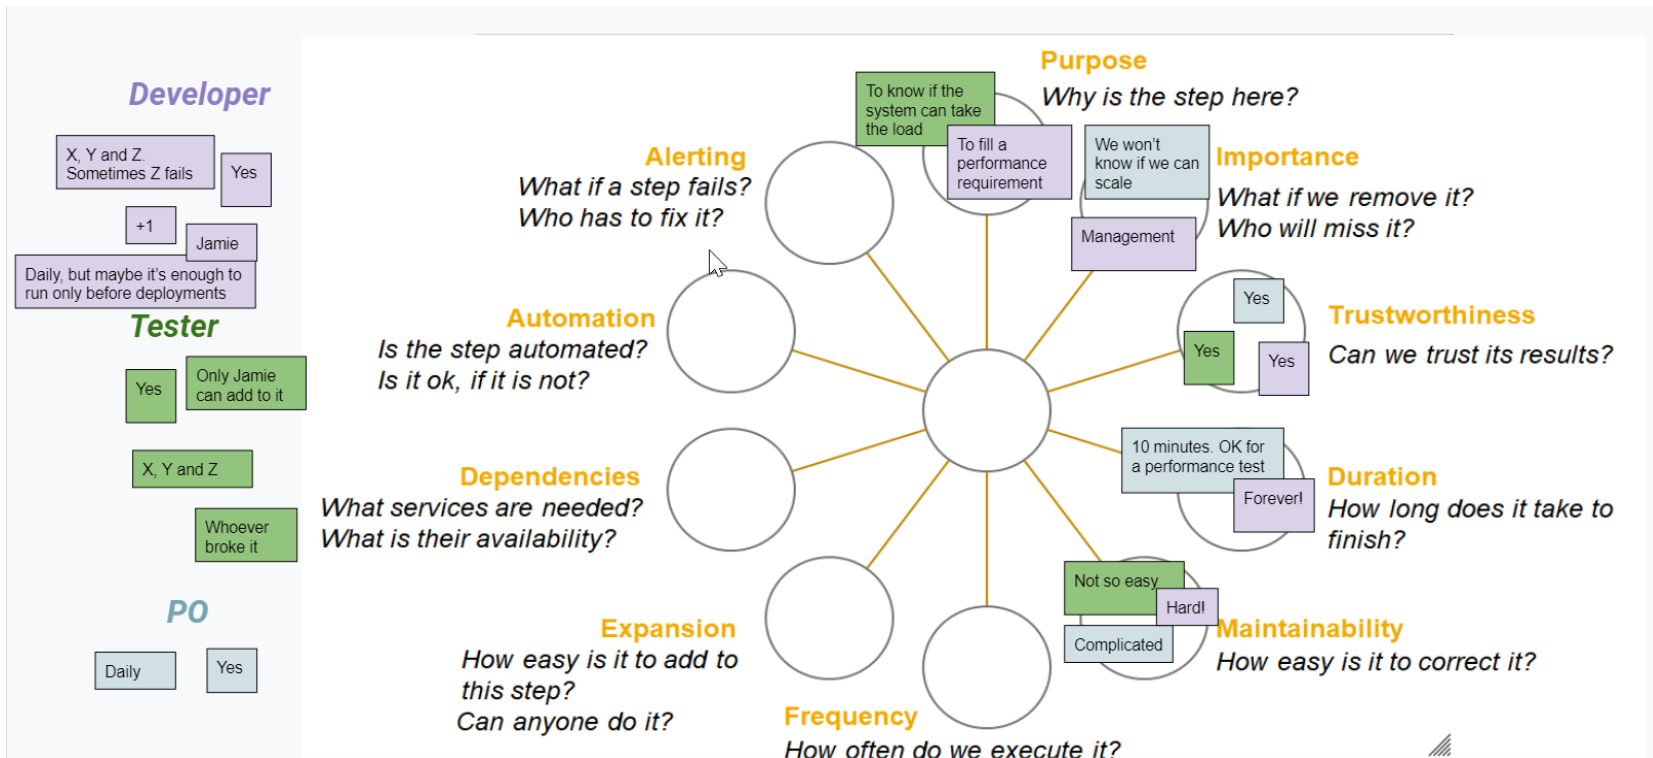 Developer
X, Y and Z.
Sometimes Z fails
Yes
+1
Jamie
Daily, but maybe it's enough to
run only before deployments
Tester
Yes
Only Jamie
can add to it
X, Y and Z
Whoever
broke it
PO
Daily
Yes
Purpose
Why is the step here?
To know if the
system can take
the load
To fill a
performance
requirement
Importance
What if we remove it?
Who will miss it?
We won't
know if we can
scale
Management
Trustworthiness
Can we trust its results?
Yes
Yes
Yes
Duration
How long does it take to
finish?
10 minutes. OK for
a performance test
Forever!
Maintainability
How easy is it to correct it?
Not so easy
Hard!
Complicated
Frequency
How often do we execute it?
Expansion
How easy is it to add to
this step?
Can anyone do it?
Dependencies
What services are needed?
What is their availability?
Automation
Is the step automated?
Is it ok, if it is not?
Alerting
What if a step fails?
Who has to fix it?